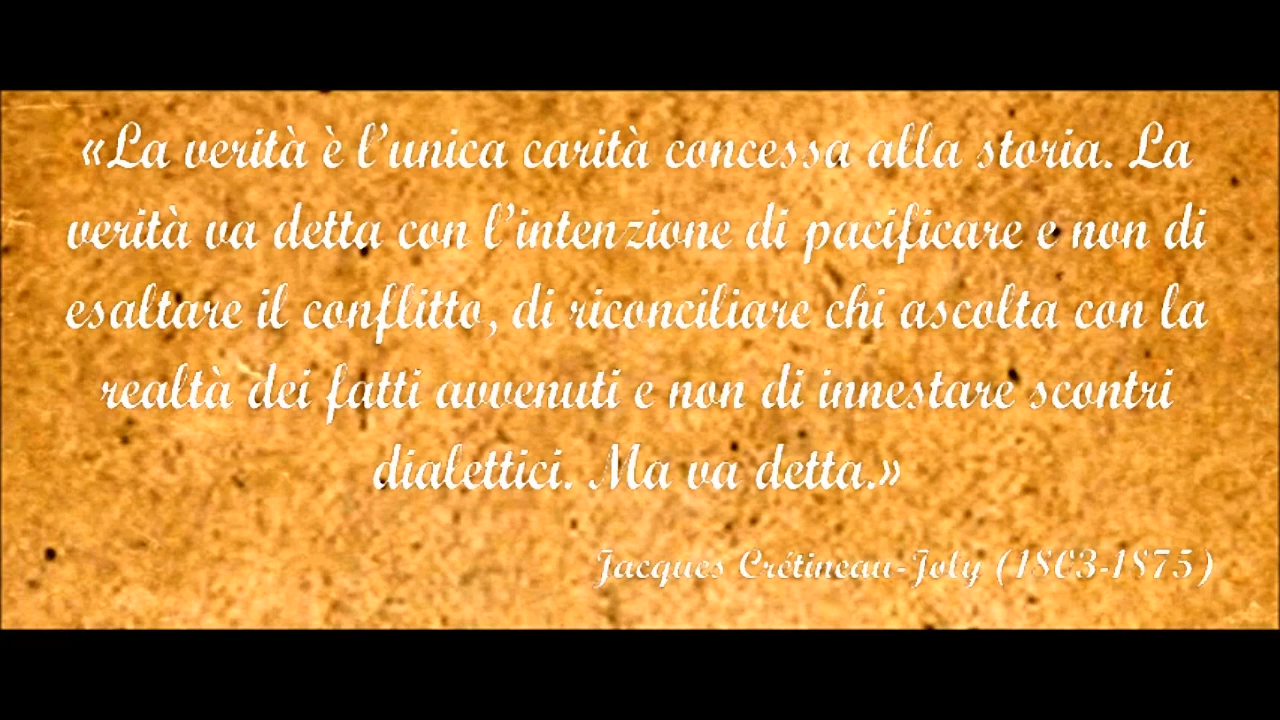 «La verità è l'unica carità concessa alla storia. La
verità va detta con l'intenzione di pacificare e non di
esaltare il conflitto, di riconciliare chi ascolta con la
realtà dei fatti avvenuti e non di innestare scontri
dialettici. Ma va detta.»
Jacques Crétineau-Joly (1803-1875)